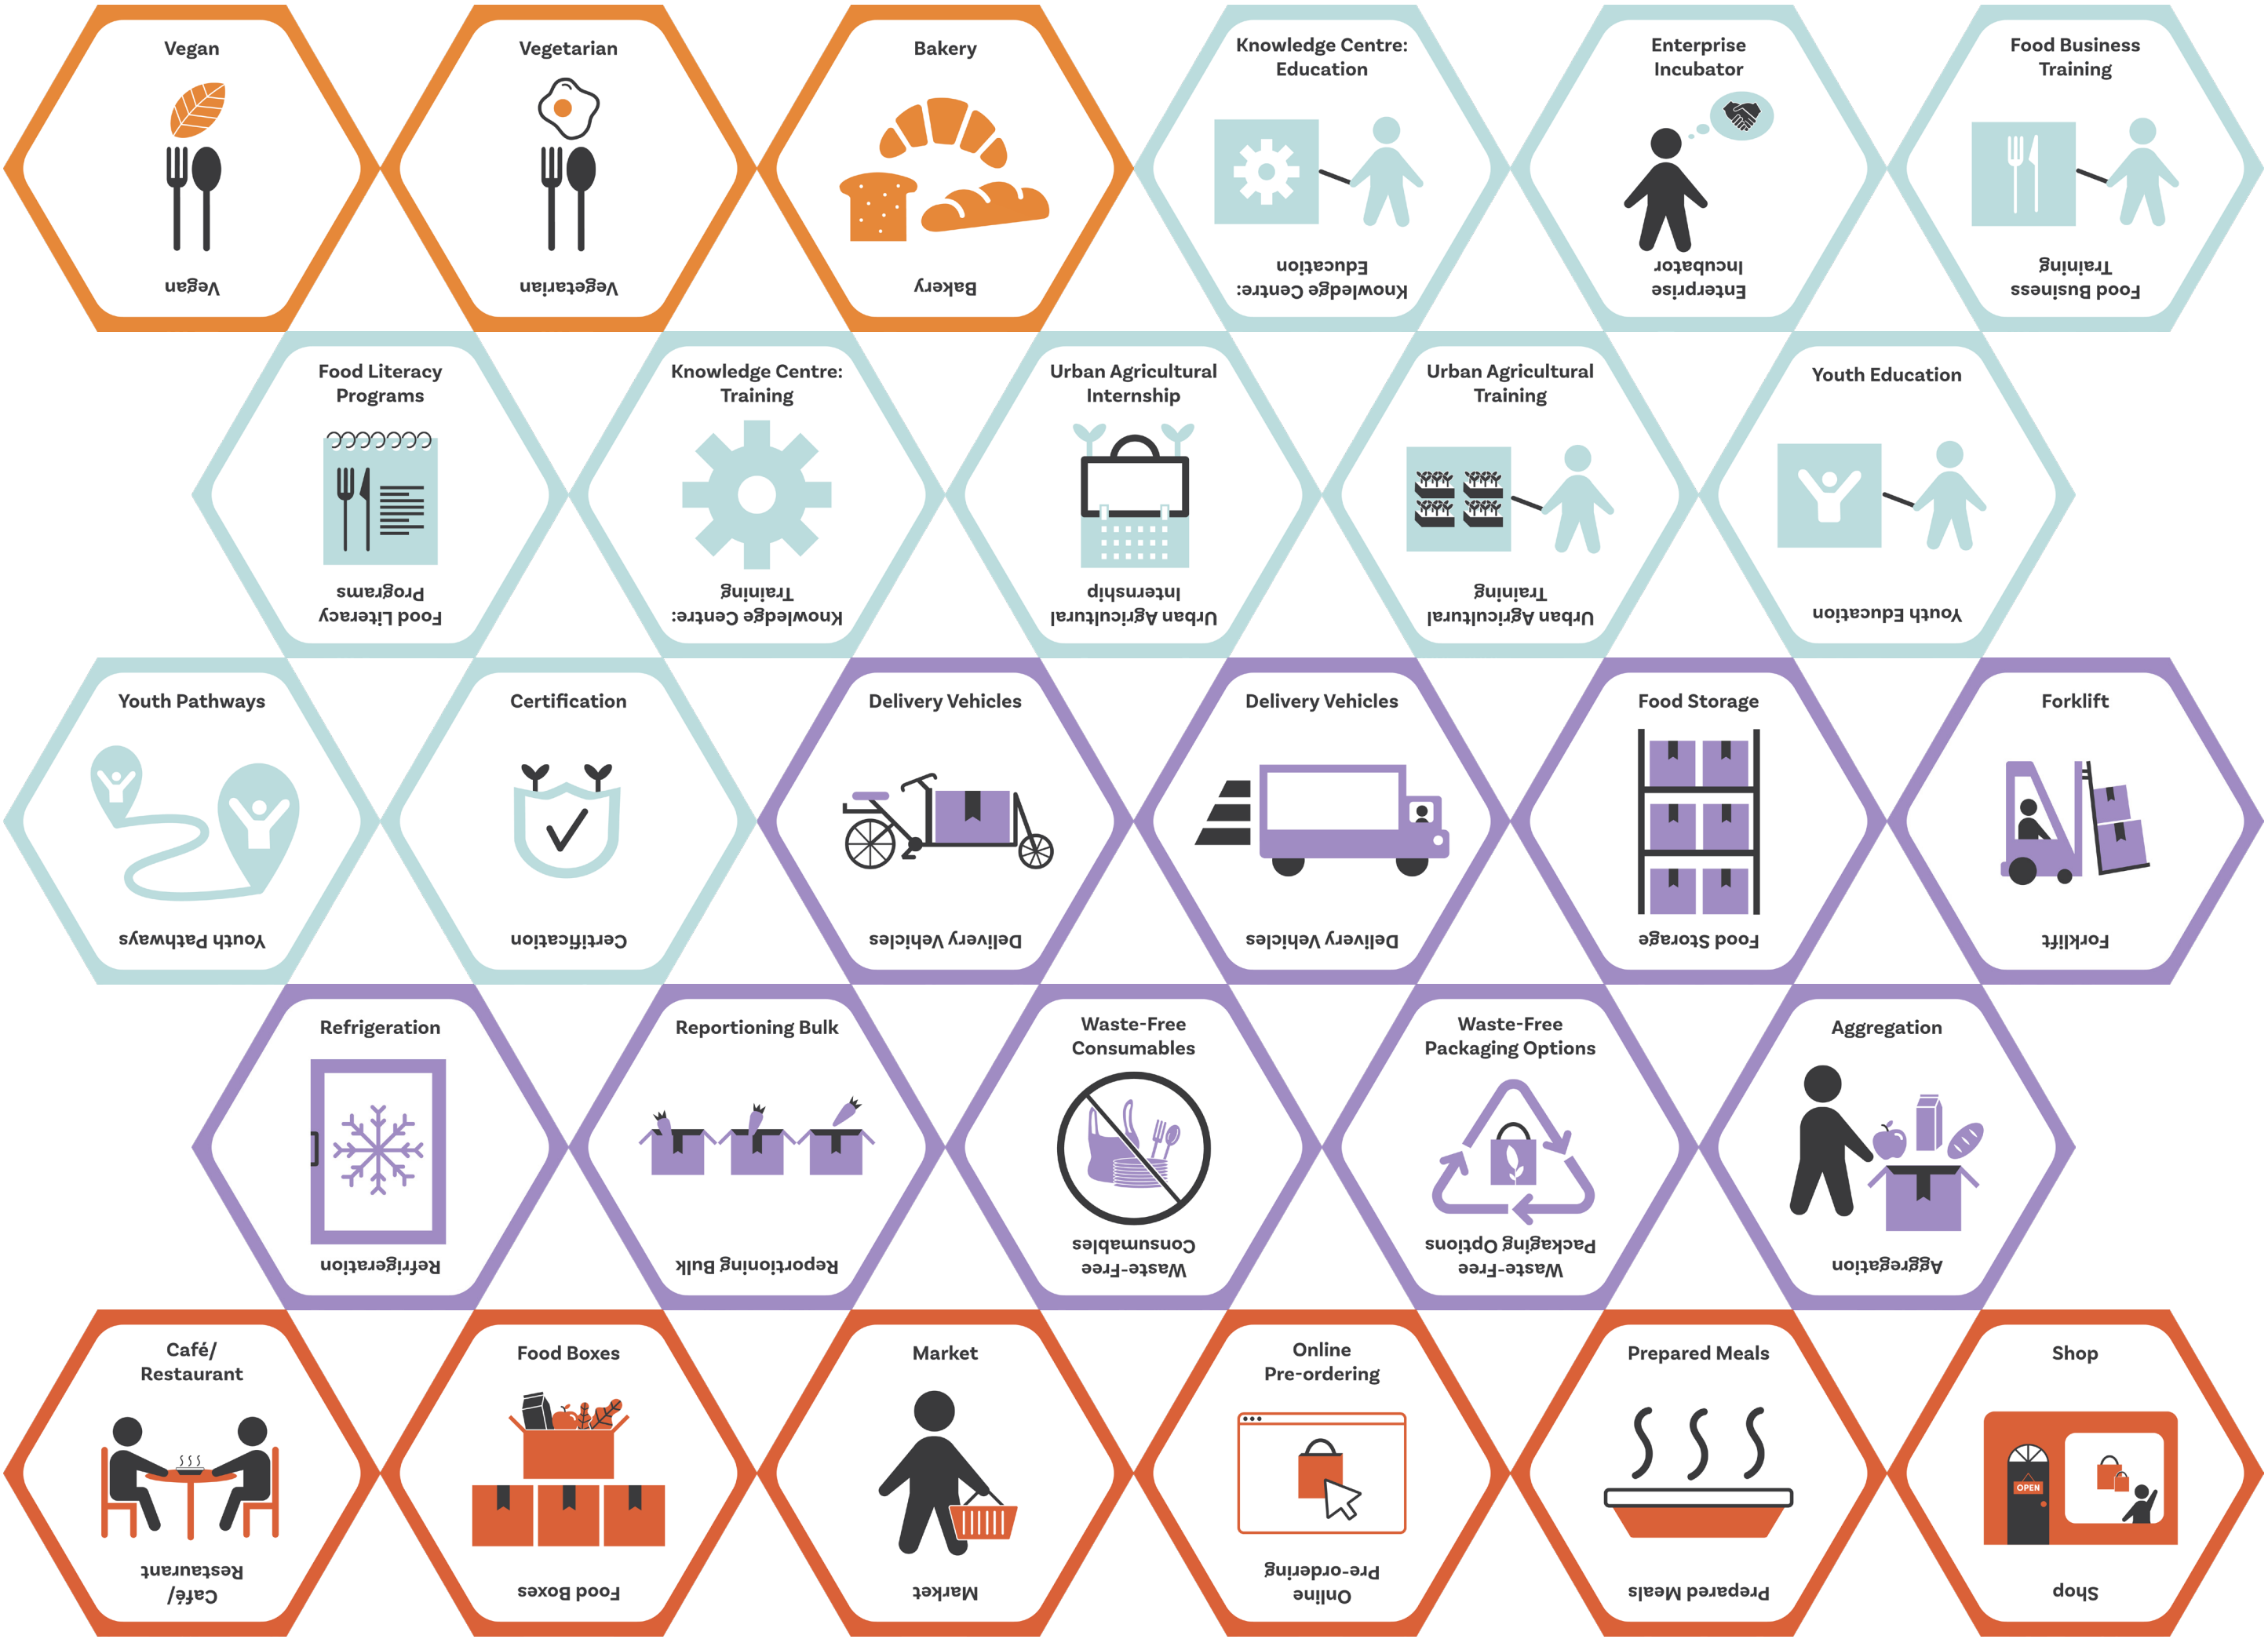 Vegan
Vegan
Vegetarian
Vegetarian
Bakery
Bakery
Knowledge Centre:
Education
Knowledge Centre:
Education
Enterprise
Incubator
Enterprise
Incubator
Food Business
Training
Food Business
Training
Food Literacy
Programs
Food Literacy
Programs
Knowledge Centre:
Training
Knowledge Centre:
Training
Urban Agricultural
Internship
Urban Agricultural
Internship
Urban Agricultural
Training
Urban Agricultural
Training
Youth Education
Youth Education
Youth Pathways
Youth Pathways
Certification
Certification
Delivery Vehicles
Delivery Vehicles
Delivery Vehicles
Delivery Vehicles
Food Storage
Food Storage
Forklift
Forklift
Refrigeration
Refrigeration
Reportioning Bulk
Reportioning Bulk
Waste-Free
Consumables
Waste-Free
Consumables
Waste-Free
Packaging Options
Waste-Free
Packaging Options
Aggregation
Aggregation
Café/
Restaurant
Café/
Restaurant
Food Boxes
Food Boxes
Market
Market
Online
Pre-ordering
Online
Pre-ordering
Prepared Meals
Prepared Meals
Shop
OPEN
Shop